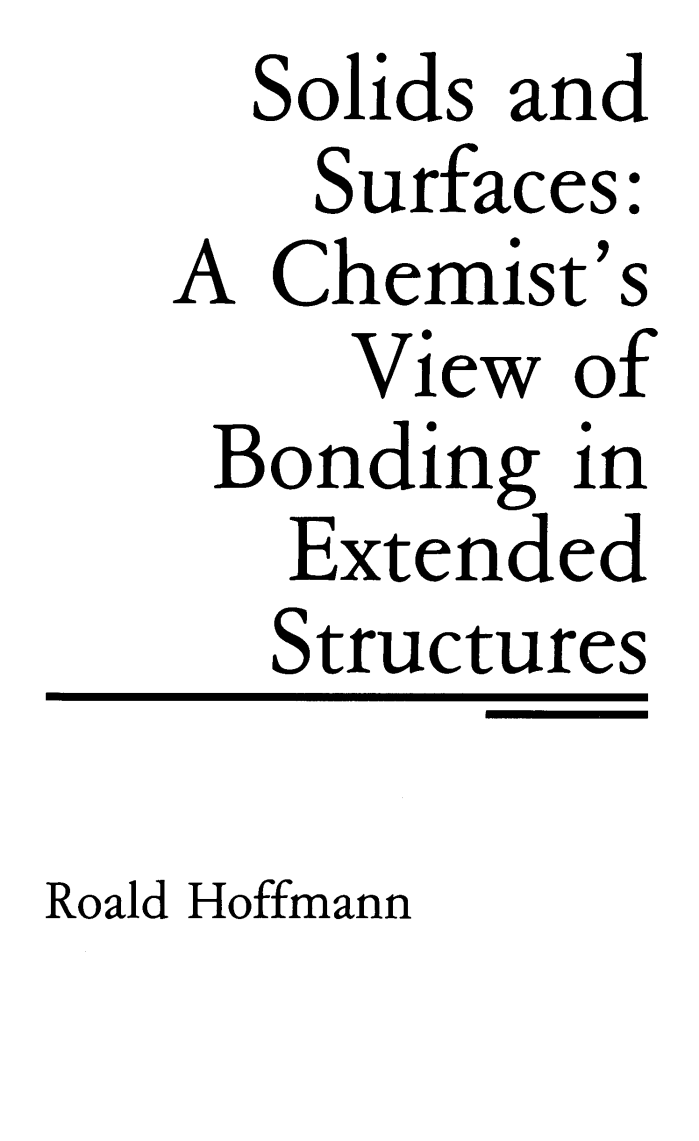 Solids and
Surfaces:
A Chemist's
View of
Bonding in
Extended
Structures
Roald Hoffmann